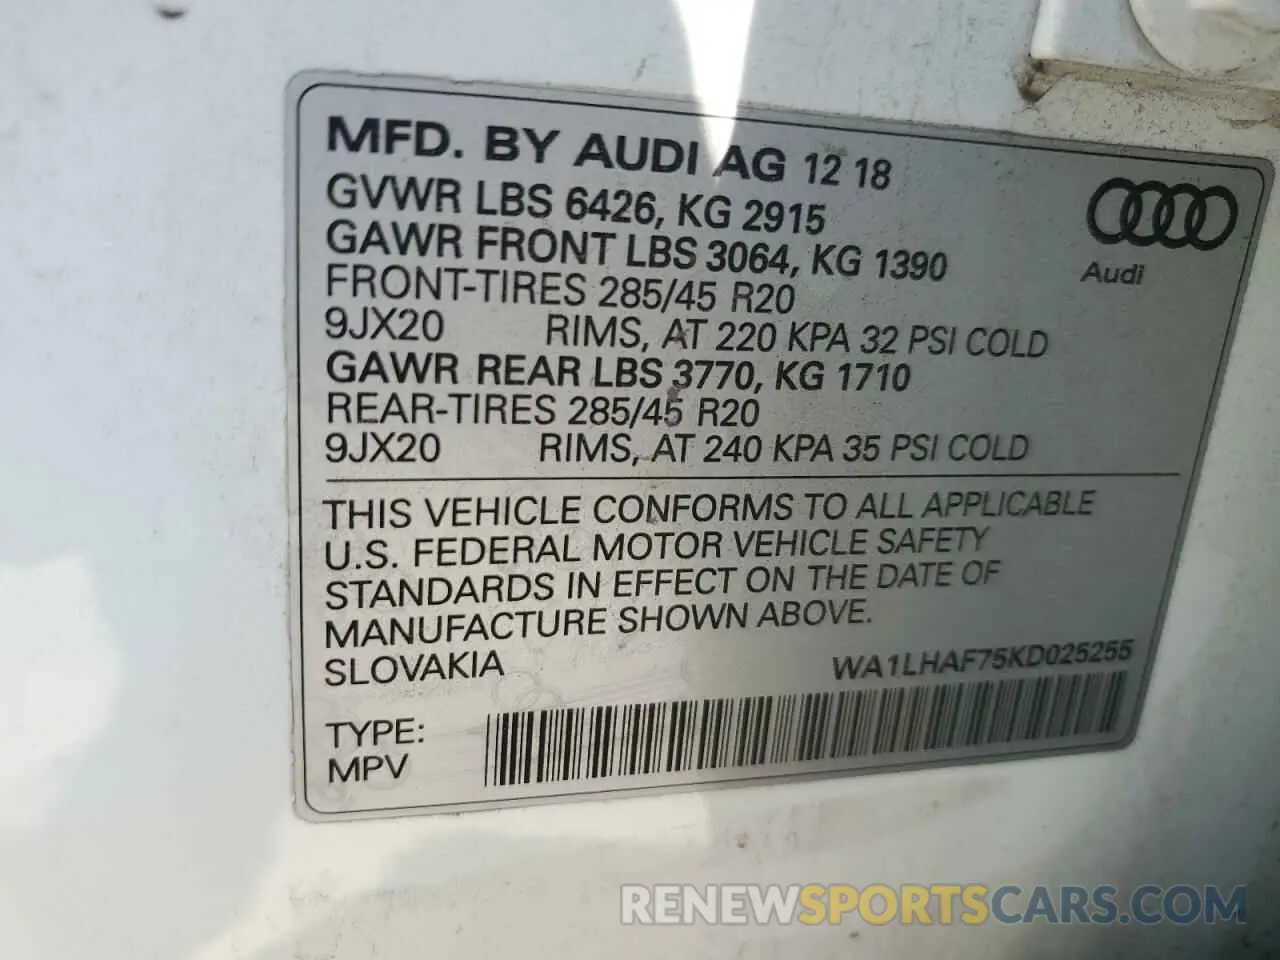 MFD. BY AUDI AG 12 18
GVWR LBS 6426, KG 2915
GAWR FRONT LBS 3064, KG 1390
FRONT-TIRES 285/45 R20
9JX20 RIMS, AT 220 KPA 32 PSI COLD
GAWR REAR LBS 3770, KG 1710
REAR-TIRES 285/45 R20
9JX20 RIMS, AT 240 KPA 35 PSI COLD
Audi
THIS VEHICLE CONFORMS TO ALL APPLICABLE
U.S. FEDERAL MOTOR VEHICLE SAFETY
STANDARDS IN EFFECT ON THE DATE OF
MANUFACTURE SHOWN ABOVE.
SLOVAKIA WA1LHAF75KD025255
TYPE:
MPV
RENEWSPORTSCARS.COM